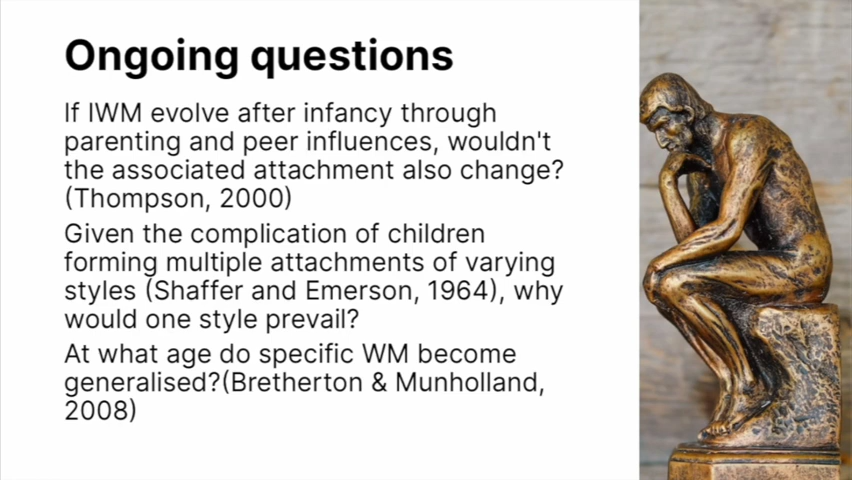 Ongoing questions
If IWM evolve after infancy through
parenting and peer influences, wouldn't
the associated attachment also change?
(Thompson, 2000)
Given the complication of children
forming multiple attachments of varying
styles (Shaffer and Emerson, 1964), why
would one style prevail?
At what age do specific WM become
generalised?(Bretherton & Munholland,
2008)